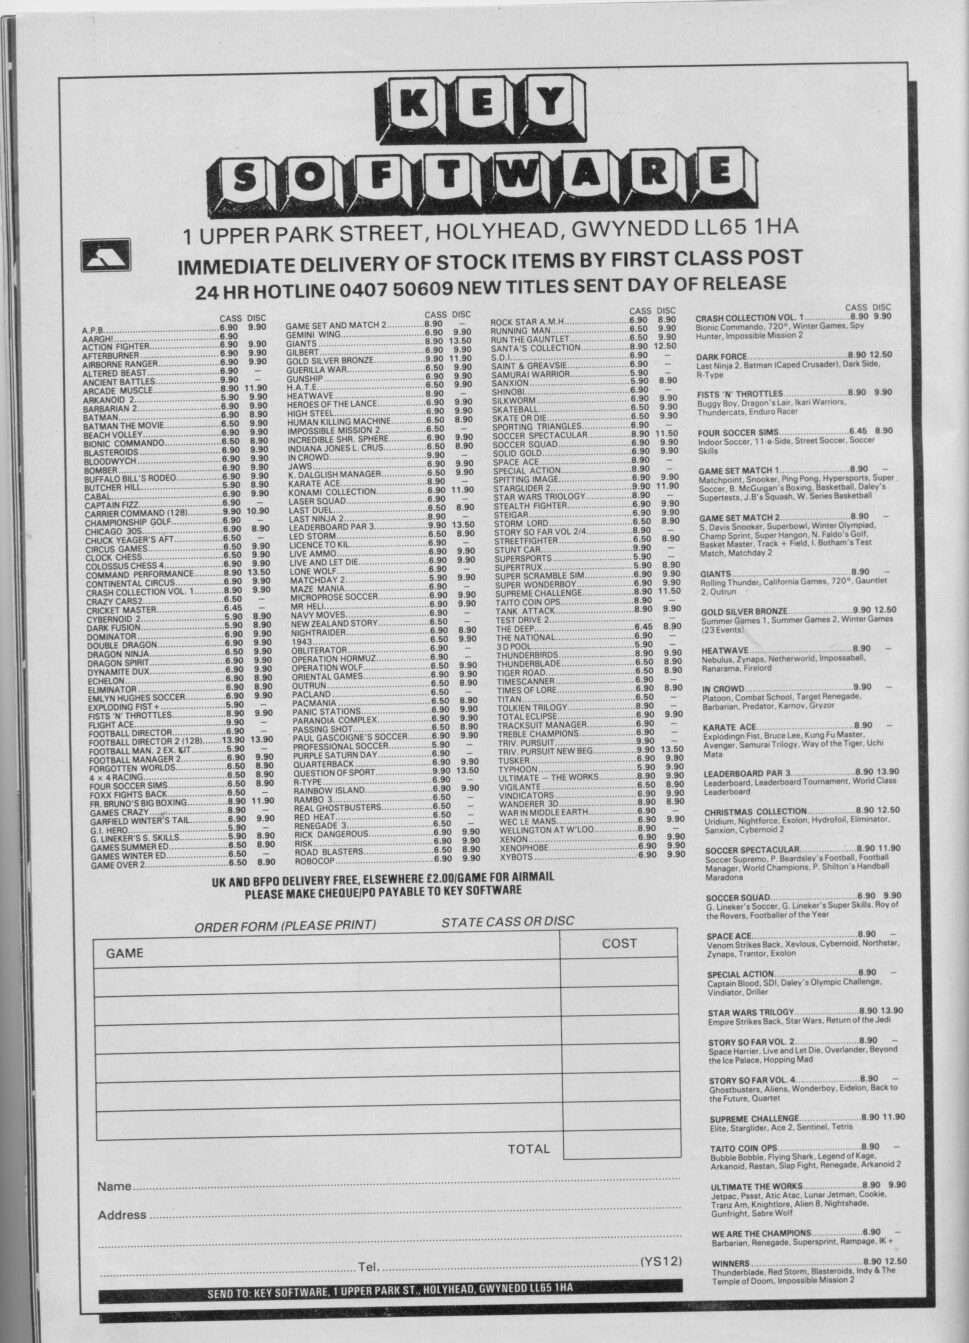 KEY
SOFTWARE
1 UPPER PARK STREET, HOLYHEAD, GWYNEDD LL65 1HA
IMMEDIATE DELIVERY OF STOCK ITEMS BY FIRST CLASS POST
24 HR HOTLINE 0407 50609 NEW TITLES SENT DAY OF RELEASE
CASS DISC
A.P.B. 6.90 9.90
AARGH! 6.90
ACTION FIGHTER 6.90 9.90
AFTERBURNER 6.90 9.90
AIRBORNE RANGER 6.90 9.90
ALTERED BEAST 6.90 –
ANCIENT BATTLES 9.90 –
ARCADE MUSCLE 8.90 11.90
ARKANOID 2 5.90 9.90
BARBARIAN 2 6.90 9.90
BATMAN 6.90 8.90
BATMAN THE MOVIE 6.50 9.90
BEACH VOLLEY 6.90 9.90
BIONIC COMMANDO 6.50 8.90
BLASTEROIDS 6.90 9.90
BLOODWYCH 6.90 9.90
BOMBER 6.90 9.90
BUFFALO BILL'S RODEO 6.90 9.90
BUTCHER HILL 5.90 8.90
CABAL 6.90 9.90
CAPTAIN FIZZ 6.90 –
CARRIER COMMAND (128) 9.90 10.90
CHAMPIONSHIP GOLF 6.90 –
CHICAGO 30S 6.90 8.90
CHUCK YEAGER'S AFT 6.50 –
CIRCUS GAMES 6.50 9.90
CLOCK CHESS 6.50 9.90
COLOSSUS CHESS 4 6.90 9.90
COMMAND PERFORMANCE 8.90 13.50
CONTINENTAL CIRCUS 6.90 9.90
CRASH COLLECTION VOL. 1 8.90 9.90
CRAZY CARS2 6.50 –
CRICKET MASTER 6.45 –
CYBERNOID 2 5.90 8.90
DARK FUSION 5.90 8.90
DOMINATOR 6.90 9.90
DOUBLE DRAGON 6.90 9.90
DRAGON NINJA 6.50 9.90
DRAGON SPIRIT 6.90 9.90
DYNAMITE DUX 6.90 9.90
ECHELON 6.90 8.90
ELIMINATOR 6.90 8.90
EMLYN HUGHES SOCCER 6.90 9.90
EXPLODING FIST + 5.90 –
FISTS 'N' THROTTLES 8.90 9.90
FLIGHT ACE 9.90 –
FOOTBALL DIRECTOR 6.90 –
FOOTBALL DIRECTOR 2 (128) 13.90 13.90
FOOTBALL MAN. 2 EX. KIT 5.90 –
FOOTBALL MANAGER 2 6.90 9.90
FORGOTTEN WORLDS 6.50 8.90
4 x 4 RACING 6.50 8.90
FOUR SOCCER SIMS 6.50 8.90
FOXX FIGHTS BACK 6.50 –
FR. BRUNO'S BIG BOXING 8.90 11.90
GAMES CRAZY 8.90 –
GARFIELD WINTER'S TAIL 6.90 9.90
G.I. HERO 5.90 –
G. LINEKER'S S. SKILLS 5.90 8.90
GAMES SUMMER ED 6.50 8.90
GAMES WINTER ED 6.50 –
GAME OVER 2 6.50 8.90
CASS DISC
GAME SET AND MATCH 2 8.90 –
GEMINI WING 6.90 9.90
GIANTS 8.90 13.50
GILBERT 6.90 9.90
GOLD SILVER BRONZE 9.90 11.90
GUERILLA WAR 6.50 9.90
GUNSHIP 6.90 9.90
H.A.T.E 6.50 9.90
HEATWAVE 8.90 –
HEROES OF THE LANCE 6.90 9.90
HIGH STEEL 6.90 9.90
HUMAN KILLING MACHINE 6.50 8.90
IMPOSSIBLE MISSION 2 6.50 –
INCREDIBLE SHR. SPHERE 6.90 9.90
INDIANA JONES L. CRUS 6.50 8.90
IN CROWD 9.90 –
JAWS 6.90 9.90
K. DALGLISH MANAGER 6.50 9.90
KARATE ACE 8.90 –
KONAMI COLLECTION 6.90 11.90
LASER SQUAD 6.90 –
LAST DUEL 6.50 8.90
LAST NINJA 2 8.90 –
LEADERBOARD PAR 3 9.90 13.50
LED STORM 6.50 8.90
LICENCE TO KIL 6.90 –
LIVE AMMO 6.90 9.90
LIVE AND LET DIE 6.90 9.90
LONE WOLF 6.90 –
MATCHDAY 2 5.90 9.90
MAZE MANIA 6.90 –
MICROPROSE SOCCER 6.90 9.90
MR HELI 6.90 9.90
NAVY MOVES 6.90 –
NEW ZEALAND STORY 6.50 –
NIGHTRAIDER 6.90 8.90
1943 6.50 9.90
OBLITERATOR 6.90 –
OPERATION HORMUZ 6.90 –
OPERATION WOLF 6.50 9.90
ORIENTAL GAMES 6.90 9.90
OUTRUN 6.50 8.90
PACLAND 6.50 –
PACMANIA 6.50 8.90
PANIC STATIONS 6.90 9.90
PARANOIA COMPLEX 6.90 9.90
PASSING SHOT 6.50 8.90
PAUL GASCOIGNE'S SOCCER 6.90 9.90
PROFESSIONAL SOCCER 5.90 –
PURPLE SATURN DAY 6.90 –
QUARTERBACK 6.90 9.90
QUESTION OF SPORT 9.90 13.50
R-TYPE 6.90 –
RAINBOW ISLAND 6.90 9.90
RAMBO 3 6.50 –
REAL GHOSTBUSTERS 6.50 –
RED HEAT 6.50 –
RENEGADE 3 6.50 –
RICK DANGEROUS 6.90 9.90
RISK 6.90 9.90
ROAD BLASTERS 6.50 8.90
ROBOCOP 6.90 9.90
CASS DISC
ROCK STAR A.M.H 6.90 8.90
RUNNING MAN 6.50 9.90
RUN THE GAUNTLET 6.50 9.90
SANTA'S COLLECTION 8.90 12.50
S.D.I. 6.90 –
SAINT & GREAVSIE 6.90 –
SAMURAI WARRIOR 5.90 –
SANXION 5.90 8.90
SHINOBI 6.90 –
SILKWORM 6.90 9.90
SKATEBALL 6.50 9.90
SKATE OR DIE 6.50 9.90
SPORTING TRIANGLES 6.90 –
SOCCER SPECTACULAR 8.90 11.50
SOCCER SQUAD 6.90 9.90
SOLID GOLD 6.90 9.90
SPACE ACE 8.90 –
SPECIAL ACTION 8.90 –
SPITTING IMAGE 6.90 9.90
STARGLIDER 2 9.90 11.90
STAR WARS TRIOLOGY 8.90 –
STEALTH FIGHTER 6.90 9.90
STEIGAR 6.90 9.90
STORM LORD 6.50 8.90
STORY SO FAR VOL 2/4 8.90 –
STREETFIGHTER 6.50 8.90
STUNT CAR 9.90 –
SUPERSPORTS 5.90 –
SUPERTRUX 5.90 8.90
SUPER SCRAMBLE SIM 6.90 9.90
SUPER WONDERBOY 6.90 9.90
SUPREME CHALLENGE 8.90 11.50
TAITO COIN OPS 8.90 –
TANK ATTACK 8.90 9.90
TEST DRIVE 2
THE DEEP 6.45 8.90
THE NATIONAL 6.90 –
3 D POOL 5.90 –
THUNDERBIRDS 8.90 9.90
THUNDERBLADE 6.50 8.90
TIGER ROAD 6.50 8.90
TIMESCANNER 6.90 –
TIMES OF LORE 6.90 8.90
TITAN 6.50 –
TOLKIEN TRILOGY 8.90 –
TOTAL ECLIPSE 6.90 9.90
TRACKSUIT MANAGER 6.90 –
TREBLE CHAMPIONS 6.90 –
TRIV. PURSUIT 9.90 –
TRIV. PURSUIT NEW BEG. 9.90 13.50
TUSKER 6.90 9.90
TYPHOON 5.90 9.90
ULTIMATE – THE WORKS 8.90 9.90
VIGILANTE 6.50 8.90
VINDICATORS 6.90 9.90
WANDERER 3D 8.90 8.90
WAR IN MIDDLE EARTH 6.90 –
WEC LE MANS 6.90 9.90
WELLINGTON AT W'LOO 8.90 –
XENON 6.90 9.90
XENOPHOBE 6.90 9.90
XYBOTS 6.90 9.90
CASS DISC
CRASH COLLECTION VOL. 1 8.90 9.90
Bionic Commando, 720°, Winter Games, Spy
Hunter, Impossible Mission 2
DARK FORCE 8.90 12.50
Last Ninja 2, Batman (Caped Crusader), Dark Side,
R-Type
FISTS 'N' THROTTLES 8.90 9.90
Buggy Boy, Dragon's Lair, Ikari Warriors,
Thundercats, Enduro Racer
FOUR SOCCER SIMS 6.45 8.90
Indoor Soccer, 11-a-Side, Street Soccer, Soccer
Skills
GAME SET MATCH 1 8.90 –
Matchpoint, Snooker, Ping Pong, Hypersports, Super
Soccer, B. McGuigan's Boxing, Basketball, Daley's
Supertests, J.B's Squash, W. Series Basketball
GAME SET MATCH 2 8.90 –
S. Davis Snooker, Superbowl, Winter Olympiad,
Champ Sprint, Super Hangon, N. Faldo's Golf,
Basket Master, Track + Field, I. Botham's Test
Match, Matchday 2
GIANTS 8.90 –
Rolling Thunder, California Games, 720°, Gauntlet
2, Outrun
GOLD SILVER BRONZE 9.90 12.50
Summer Games 1, Summer Games 2, Winter Games
(23 Events)
HEATWAVE 8.90 –
Nebulus, Zynaps, Netherworld, Impossaball,
Ranarama, Firelord
IN CROWD 9.90 –
Platoon, Combat School, Target Renegade,
Barbarian, Predator, Karnov, Gryzor
KARATE ACE 8.90 –
Explodingn Fist, Bruce Lee, Kung Fu Master,
Avenger, Samurai Trilogy, Way of the Tiger, Uchi
Mata
LEADERBOARD PAR 3 8.90 13.90
Leaderboard, Leaderboard Tournament, World Class
Leaderboard
CHRISTMAS COLLECTION 8.90 12.50
Uridium, Nightforce, Exolon, Hydrofoil, Eliminator,
Sanxion, Cybernoid 2
SOCCER SPECTACULAR 8.90 11.90
Soccer Supremo, P. Beardsley's Football, Football
Manager, World Champions, P. Shilton's Handball
Maradona
SOCCER SQUAD 6.90 9.90
G. Lineker's Soccer, G. Lineker's Super Skills. Roy of
the Rovers, Footballer of the Year
SPACE ACE 8.90 –
Venom Strikes Back, Xevious, Cybernoid, Northstar,
Zynaps, Trantor, Exolon
SPECIAL ACTION 8.90 –
Captain Blood, SDI, Daley's Olympic Challenge,
Vindiator, Driller
STAR WARS TRILOGY 8.90 13.90
Empire Strikes Back, Star Wars, Return of the Jedi
STORY SO FAR VOL. 2 8.90 –
Space Harrier, Live and Let Die, Overlander, Beyond
the Ice Palace, Hopping Mad
STORY SO FAR VOL. 4 8.90 –
Ghostbusters, Aliens, Wonderboy, Eidelon, Back to
the Future, Quartet
SUPREME CHALLENGE 8.90 11.90
Elite, Starglider, Ace 2, Sentinel, Tetris
TAITO COIN OPS 8.90 –
Bubble Bobble, Flying Shark, Legend of Kage,
Arkanoid, Rastan, Slap Fight, Renegade, Arkanoid 2
ULTIMATE THE WORKS 8.90 9.90
Jetpac, Pssst, Atic Atac, Lunar Jetman, Cookie,
Tranz Am, Knightlore, Alien 8, Nightshade,
Gunfright, Sabre Wolf
WE ARE THE CHAMPIONS 6.90 –
Barbarian, Renegade, Supersprint, Rampage, IK +
WINNERS 8.90 12.50
Thunderblade, Red Storm, Blasteroids, Indy & The
Temple of Doom, Impossible Mission 2
UK AND BFPO DELIVERY FREE, ELSEWHERE £2.00/GAME FOR AIRMAIL
PLEASE MAKE CHEQUE/PO PAYABLE TO KEY SOFTWARE
ORDER FORM (PLEASE PRINT) STATE CASS OR DISC
GAME COST
TOTAL
Name
Address
Tel. (YS12)
SEND TO: KEY SOFTWARE, 1 UPPER PARK ST., HOLYHEAD, GWYNEDD LL65 1HA